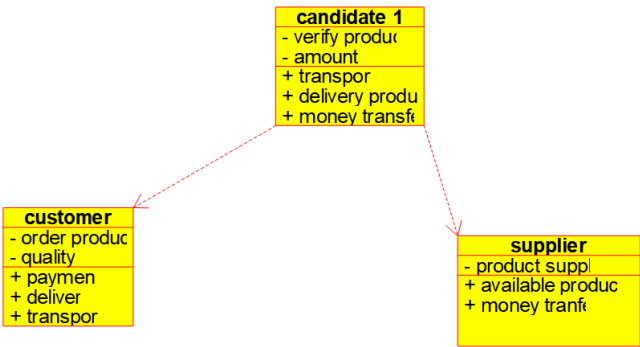 candidate 1
- verify produc
- amount
+ transpor
+ delivery produ
+ money transfe
customer
- order produc
- quality
+ paymen
+ deliver
+ transpor
supplier
- product suppl
+ available produc
+ money tranfe